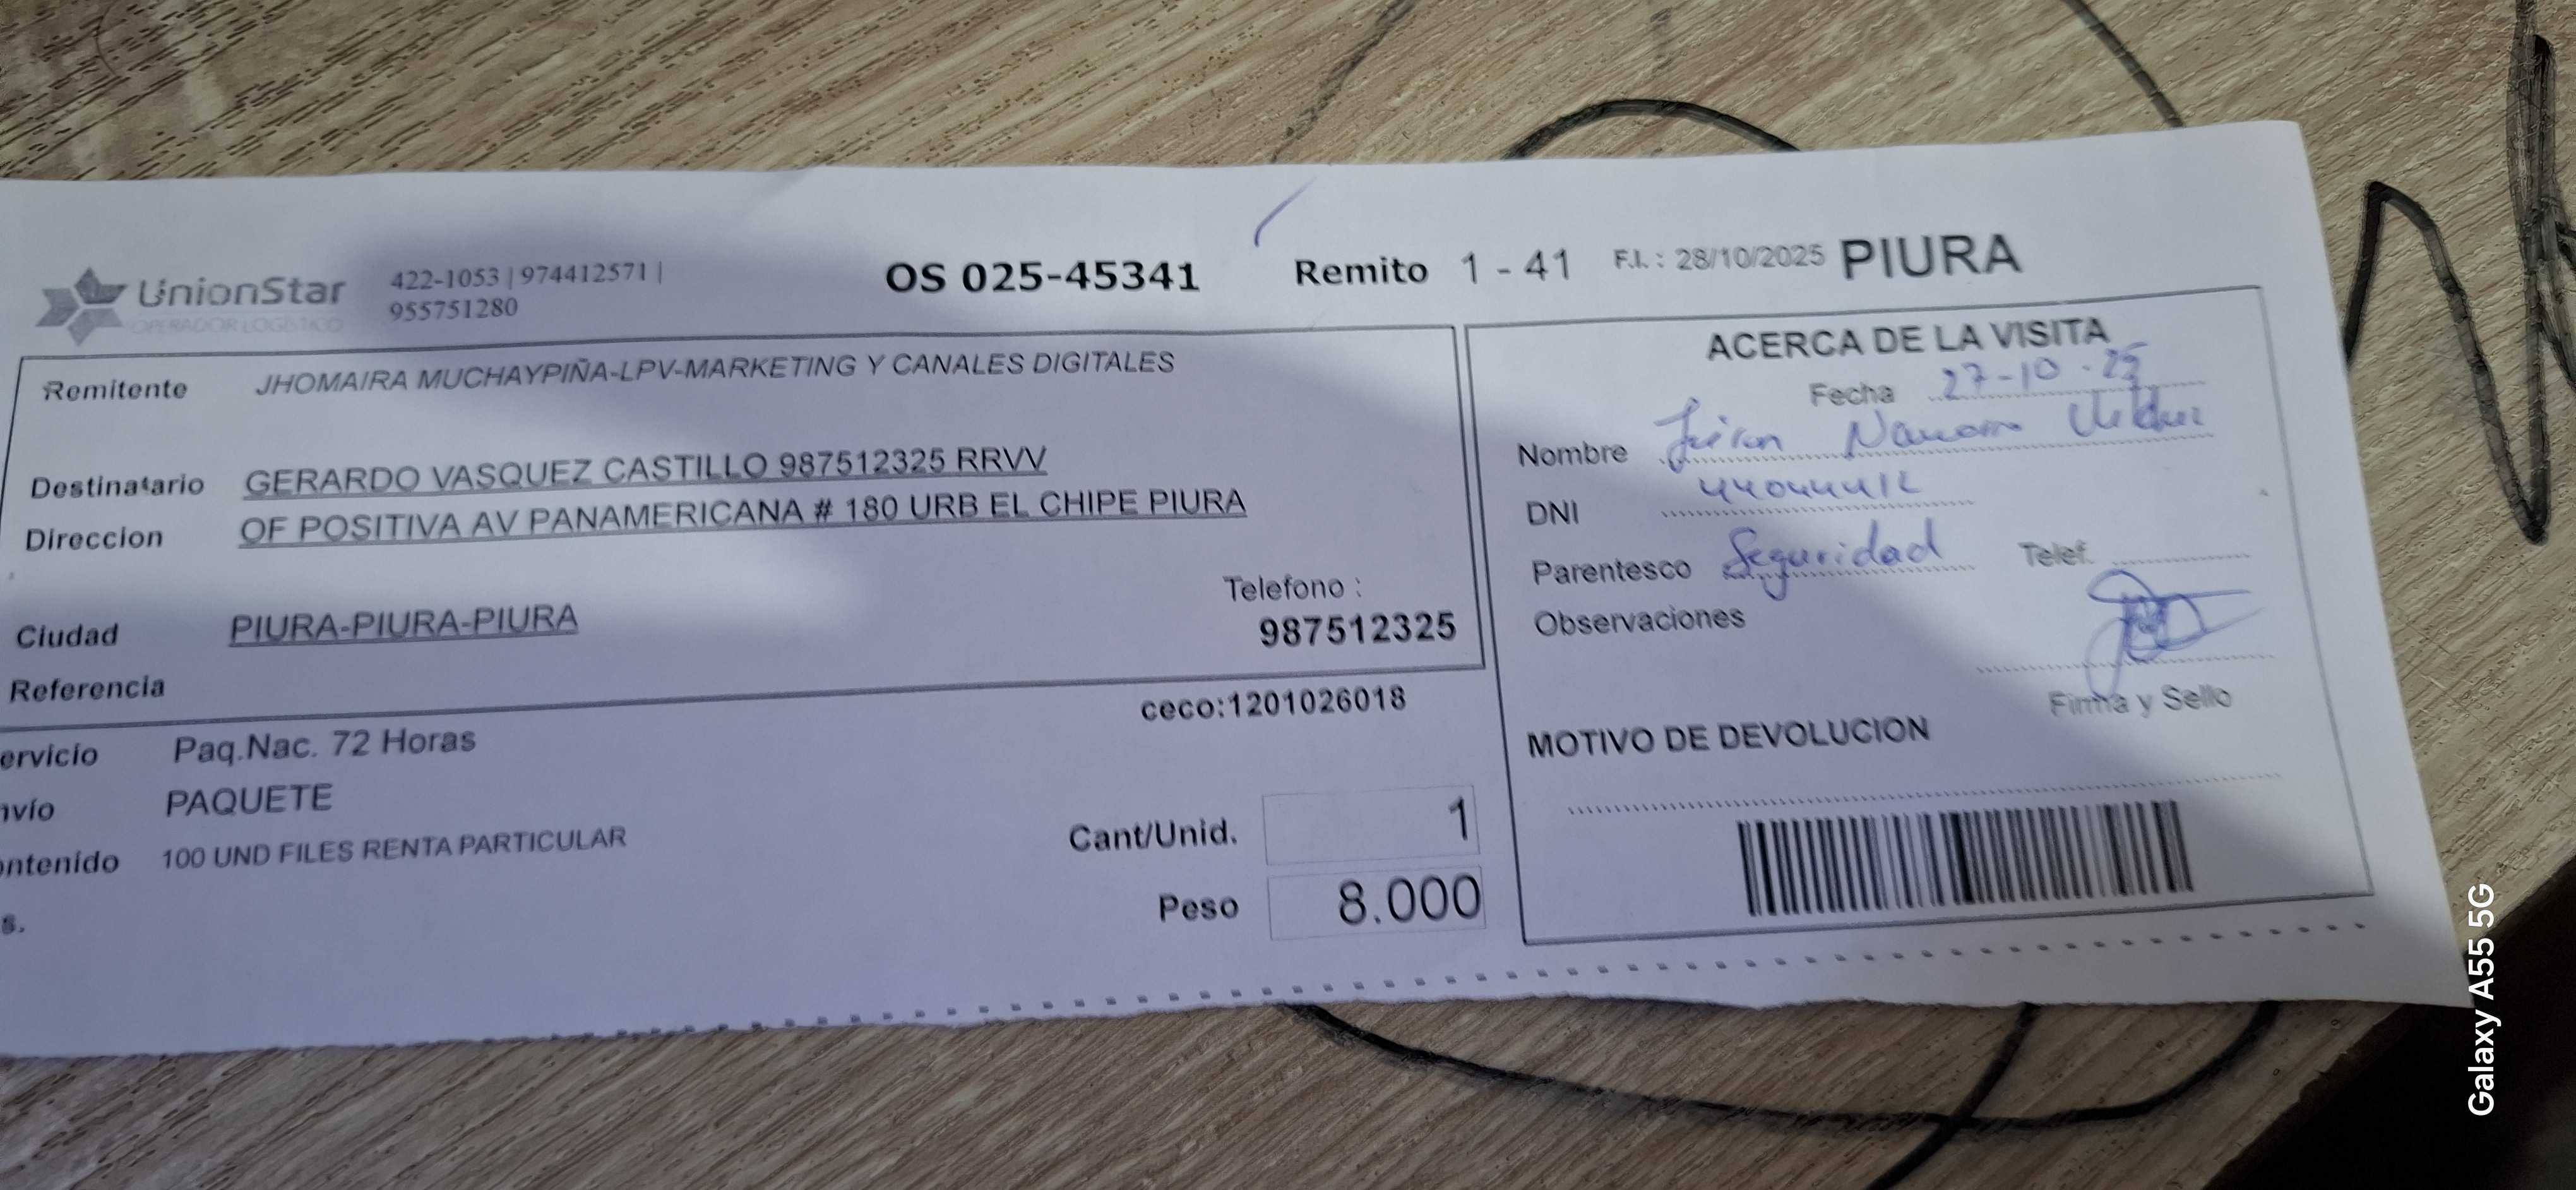 UnionStar
OPERADOR LOGISTICO
422-1053 | 974412571 |
955751280
OS 025-45341
Remito 1 - 41 F.I. : 28/10/2025 PIURA
Remitente JHOMAIRA MUCHAYPIÑA-LPV-MARKETING Y CANALES DIGITALES
Destinatario GERARDO VASQUEZ CASTILLO 987512325 RRVV
Direccion OF POSITIVA AV PANAMERICANA # 180 URB EL CHIPE PIURA
Telefono :
Ciudad PIURA-PIURA-PIURA 987512325
Referencia
ceco:1201026018
ervicio Paq.Nac. 72 Horas
nvío PAQUETE
ontenido 100 UND FILES RENTA PARTICULAR
s.
Cant/Unid. 1
Peso 8.000
ACERCA DE LA VISITA
Fecha 27-10-25
Nombre
DNI 44044412
Parentesco Seguridad Telef.
Observaciones
Firma y Sello
MOTIVO DE DEVOLUCION
Galaxy A55 5G